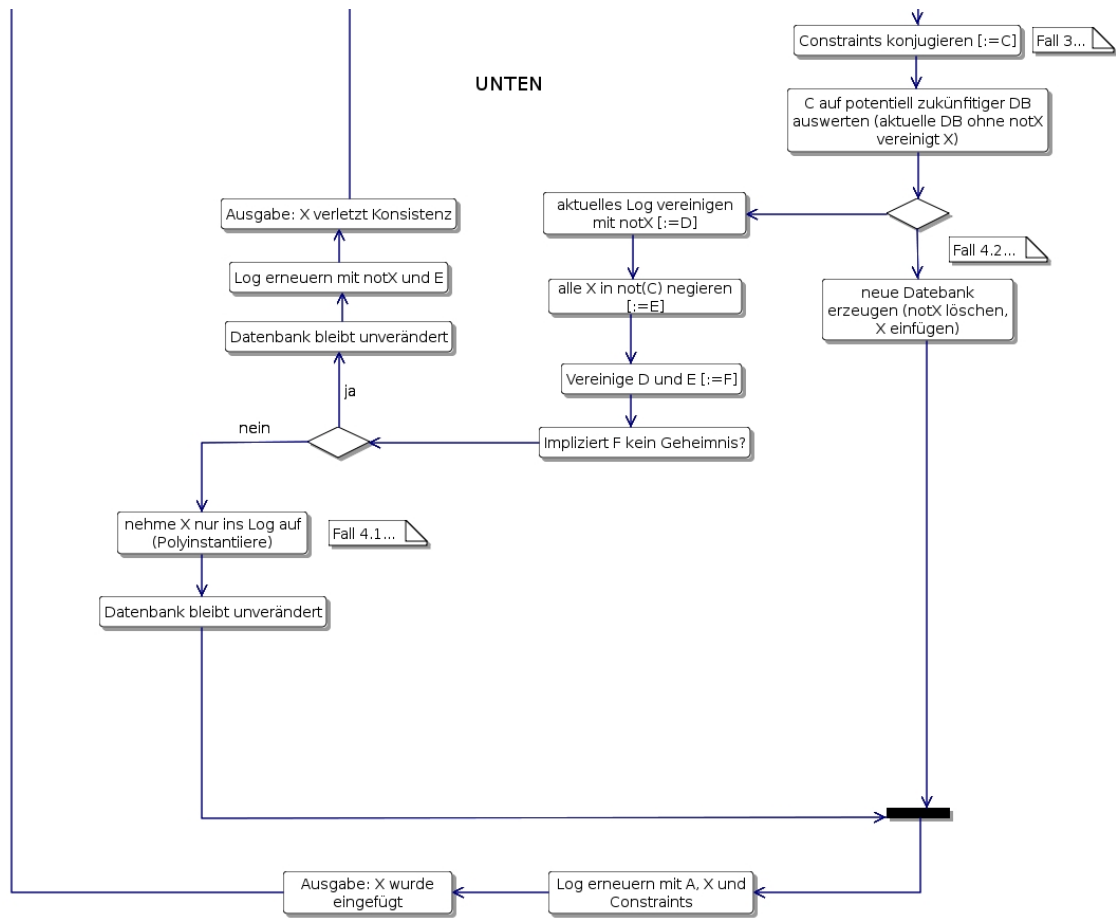 Constraints konjugieren [:=C]
Fall 3...
UNTEN
C auf potentiell zukünfitiger DB
auswerten (aktuelle DB ohne notX
vereinigt X)
aktuelles Log vereinigen
mit notX [:=D]
Ausgabe: X verletzt Konsistenz
Fall 4.2...
Log erneuern mit notX und E
alle X in not(C) negieren
[:=E]
neue Datebank
erzeugen (notX löschen,
X einfügen)
Datenbank bleibt unverändert
Vereinige D und E [:=F]
ja
nein
Impliziert F kein Geheimnis?
nehme X nur ins Log auf
(Polyinstantiiere)
Fall 4.1...
Datenbank bleibt unverändert
Ausgabe: X wurde
eingefügt
Log erneuern mit A, X und
Constraints